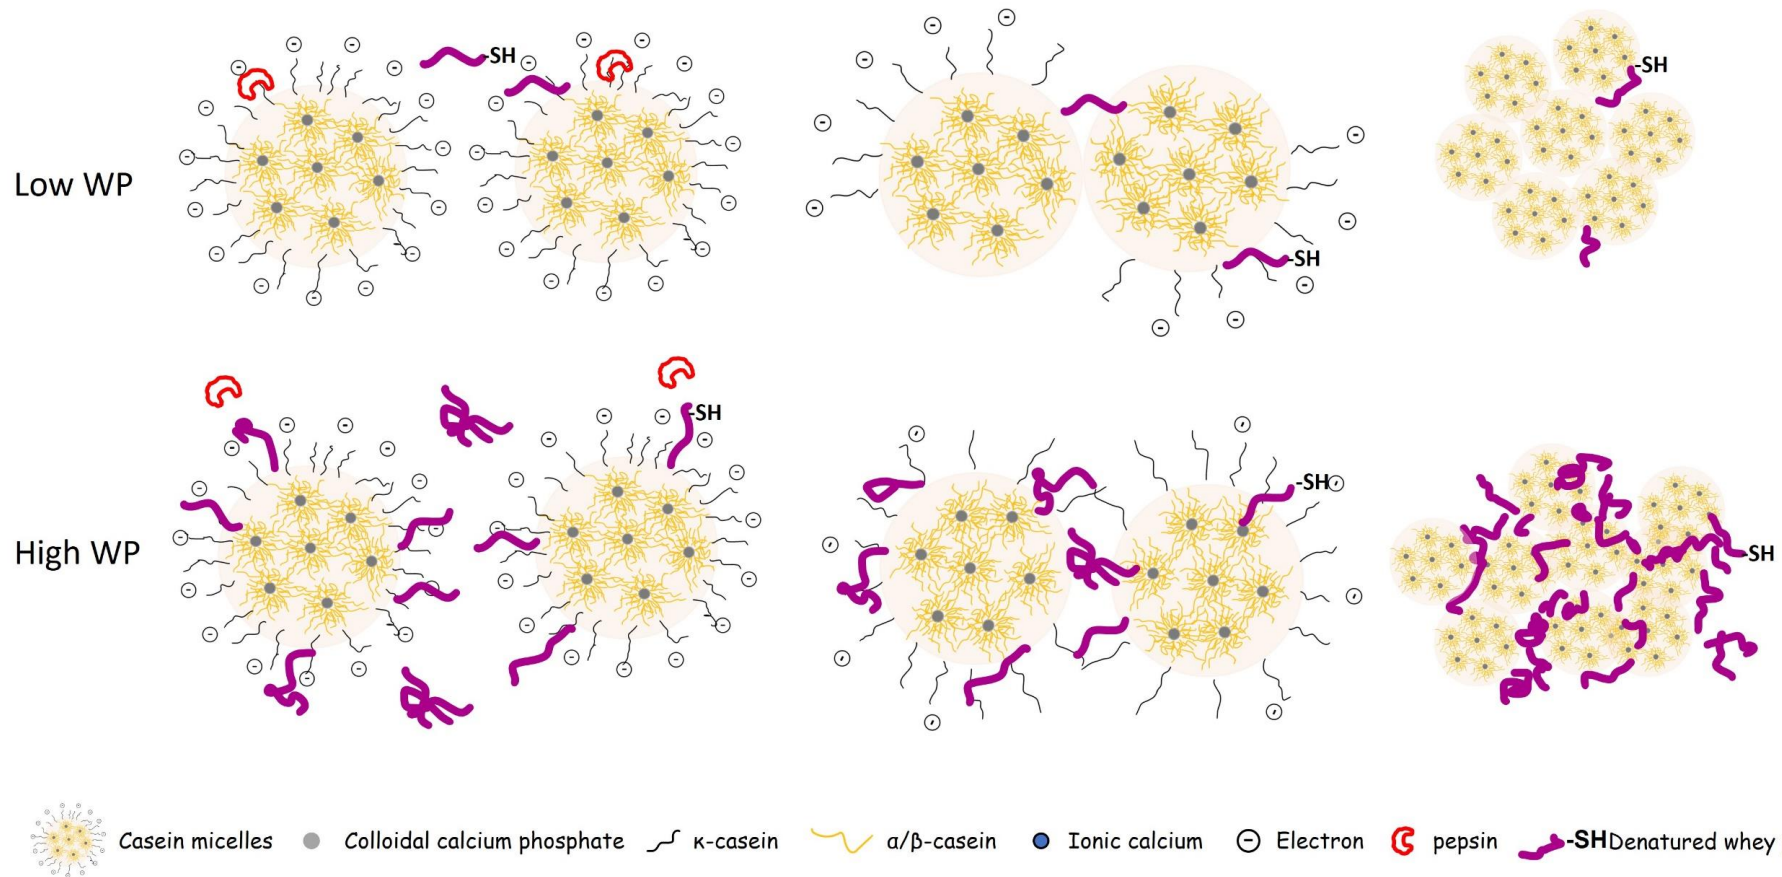 -SH
-SH
Low WP
-SH
-SH
-SH
High WP
-SH
Casein micelles
Colloidal calcium phosphate
κ-casein
α/β-casein
Ionic calcium
Electron
pepsin
-SH Denatured whey